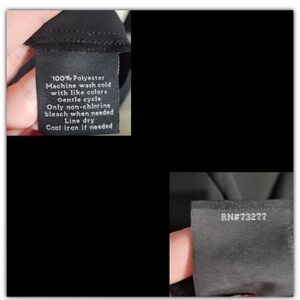 100% Polyester
Machine wash cold
with like colors
Gentle cycle
Only non-chlorine
bleach when needed
Line dry
Cool iron if needed
RN#73277